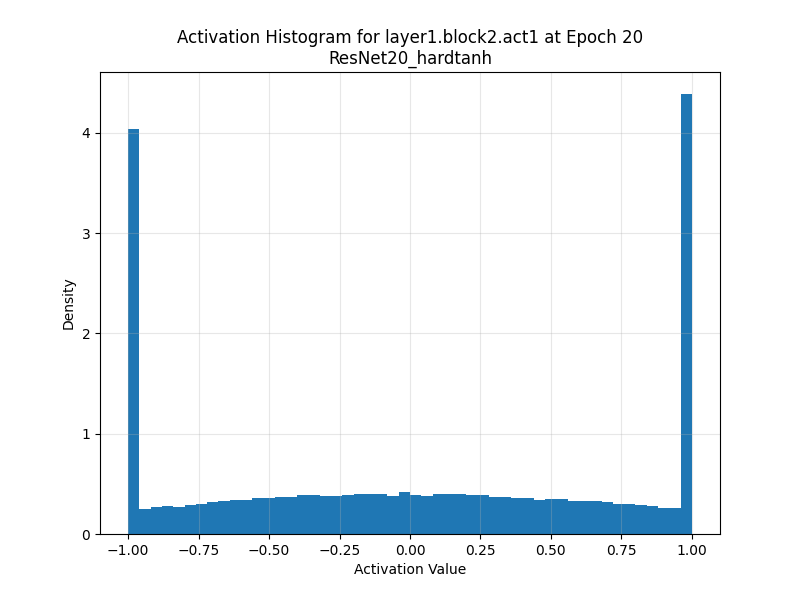 Activation Histogram for layer1.block2.act1 at Epoch 20
ResNet20_hardtanh
Density
4
3
2
1
0
−1.00 −0.75 −0.50 −0.25 0.00 0.25 0.50 0.75 1.00
Activation Value